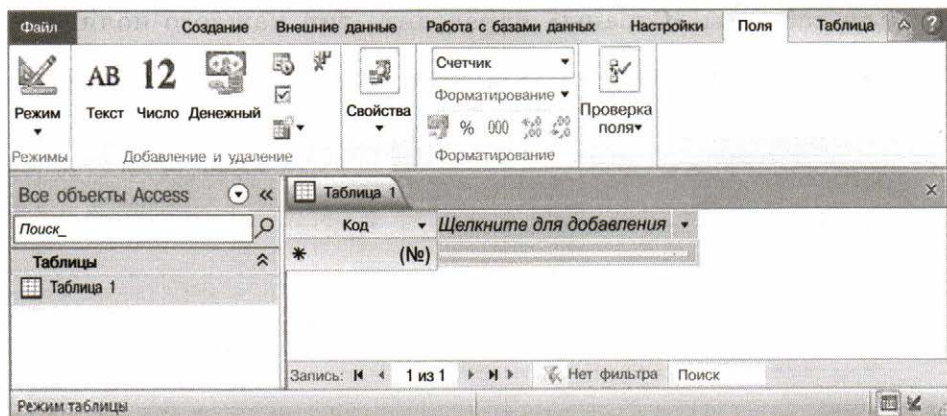 Файл Создание Внешние данные Работа с базами данных Настройки Поля Таблица ?
AB 12 Счетчик
Форматирование
Режим Текст Число Денежный Свойства % 000 Проверка поля
Режимы Добавление и удаление Форматирование
Все объекты Access « Таблица 1 ×
Поиск_ Код Щелкните для добавления
Таблицы * (№)
Таблица 1
Запись: 1 из 1 Нет фильтра Поиск
Режим таблицы